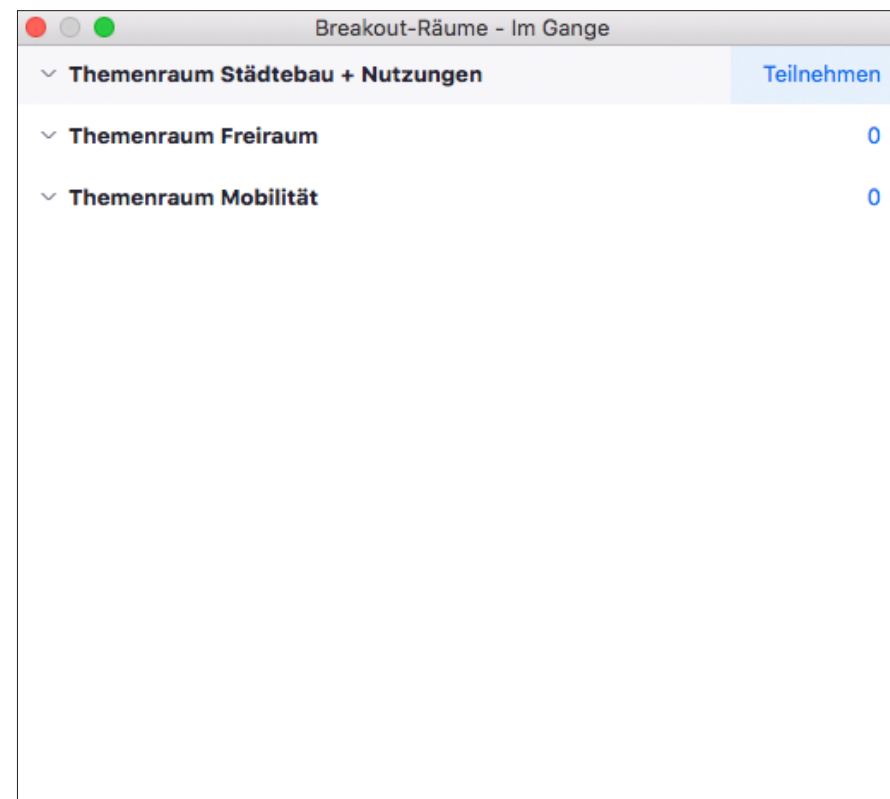 Breakout-Räume - Im Gange
Themenraum Städtebau + Nutzungen Teilnehmen
Themenraum Freiraum 0
Themenraum Mobilität 0